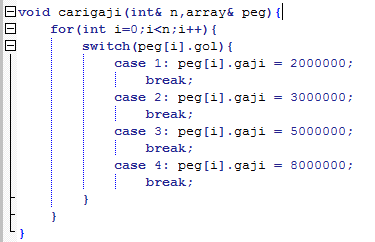 void carigaji(int& n,array& peg){
for(int i=0;i<n;i++){
switch(peg[i].gol){
case 1: peg[i].gaji = 2000000;
break;
case 2: peg[i].gaji = 3000000;
break;
case 3: peg[i].gaji = 5000000;
break;
case 4: peg[i].gaji = 8000000;
break;
}
}
}